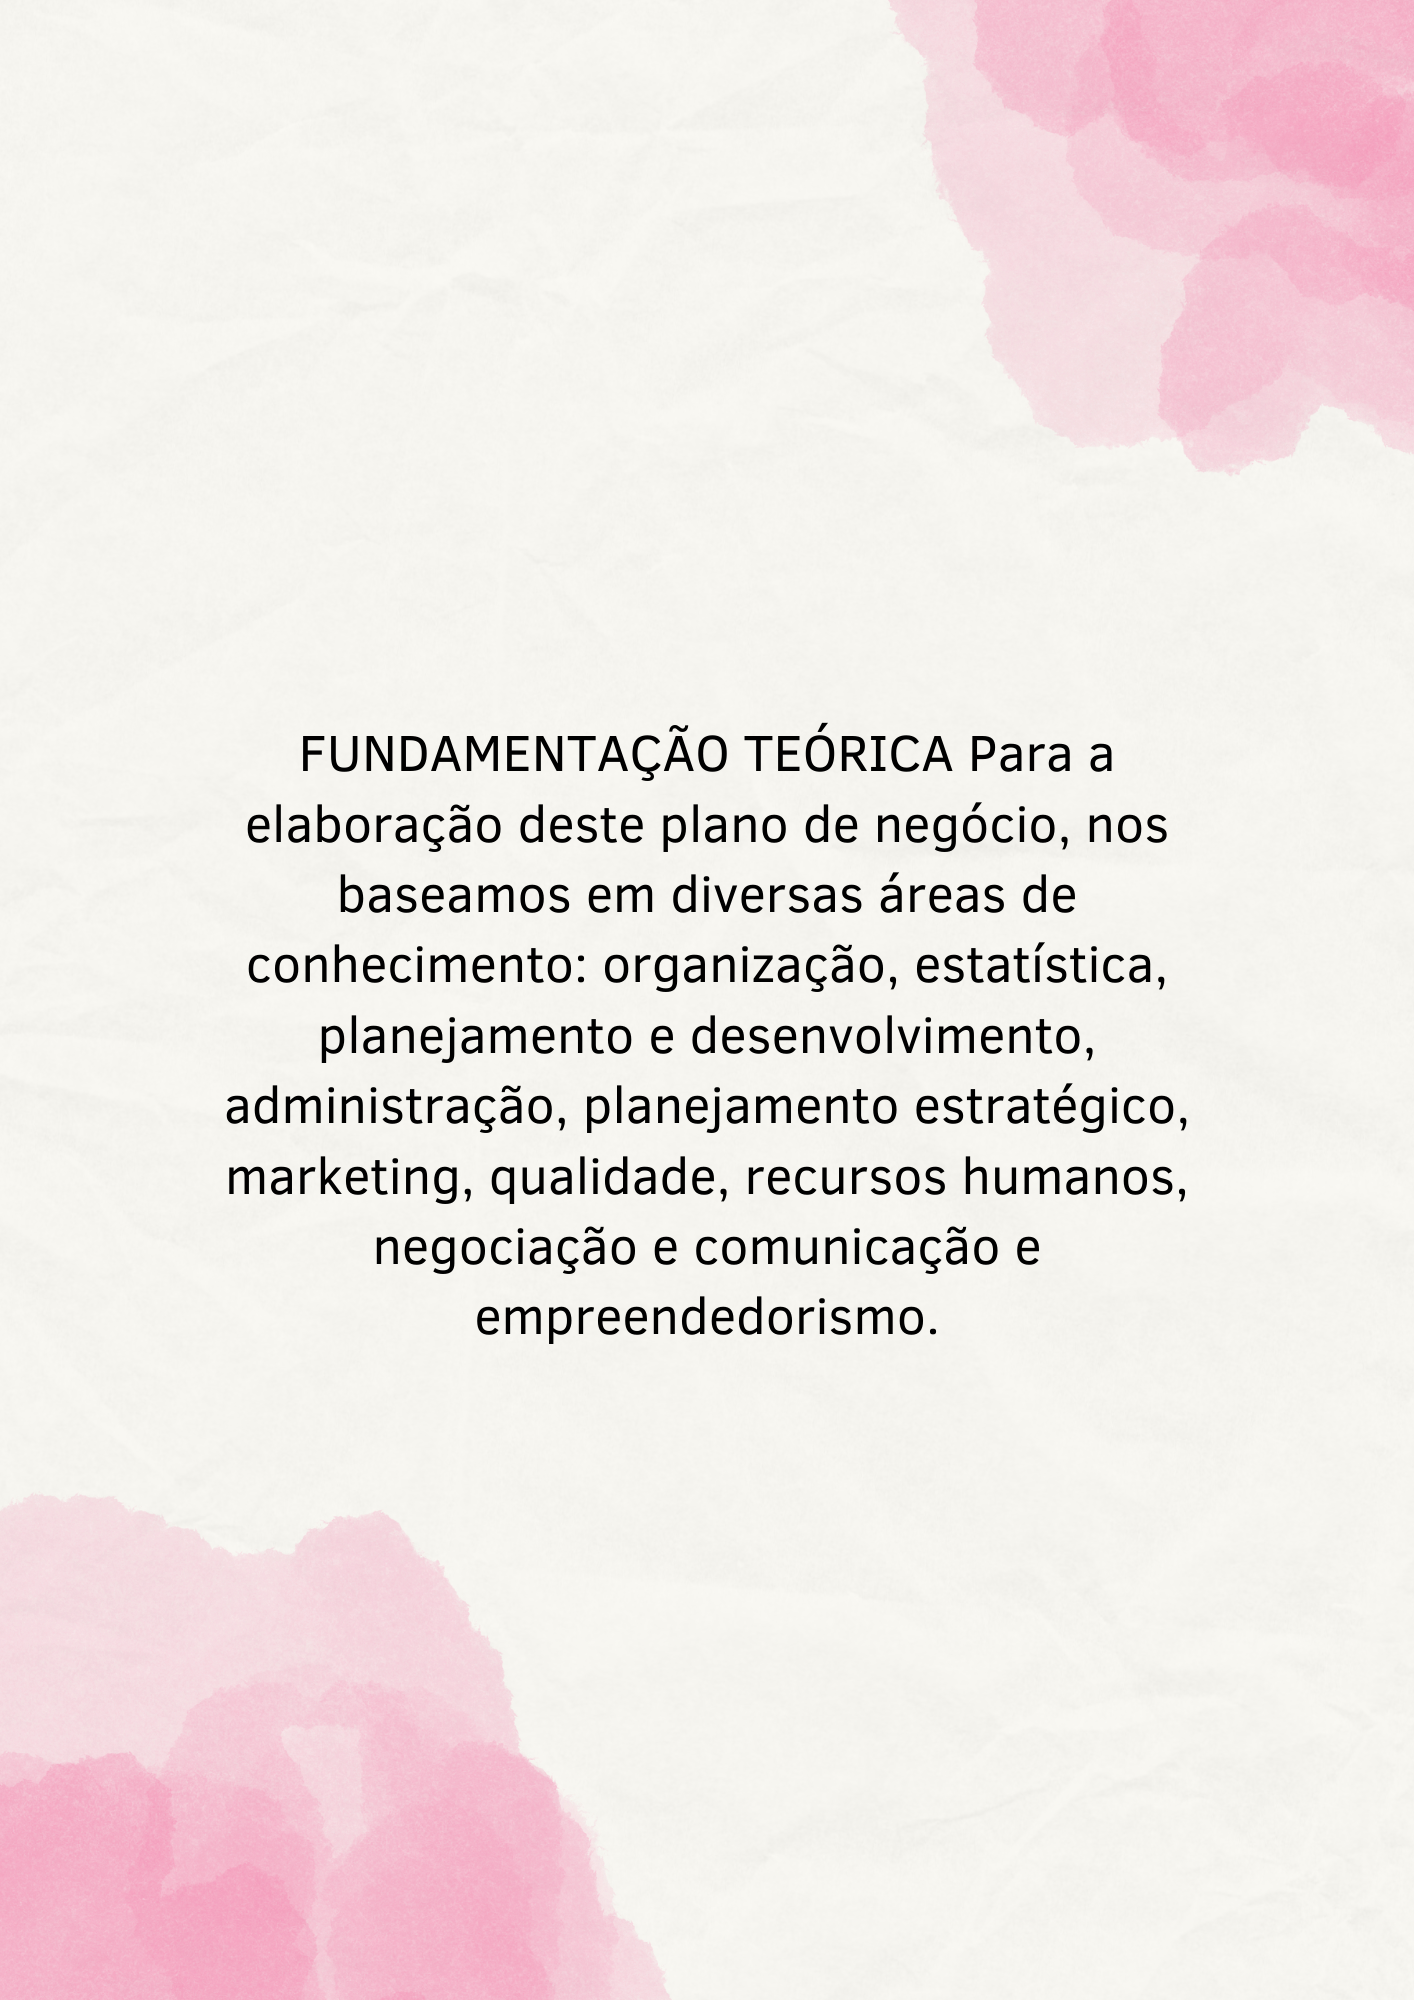 FUNDAMENTAÇÃO TEÓRICA Para a
elaboração deste plano de negócio, nos
baseamos em diversas áreas de
conhecimento: organização, estatística,
planejamento e desenvolvimento,
administração, planejamento estratégico,
marketing, qualidade, recursos humanos,
negociação e comunicação e
empreendedorismo.